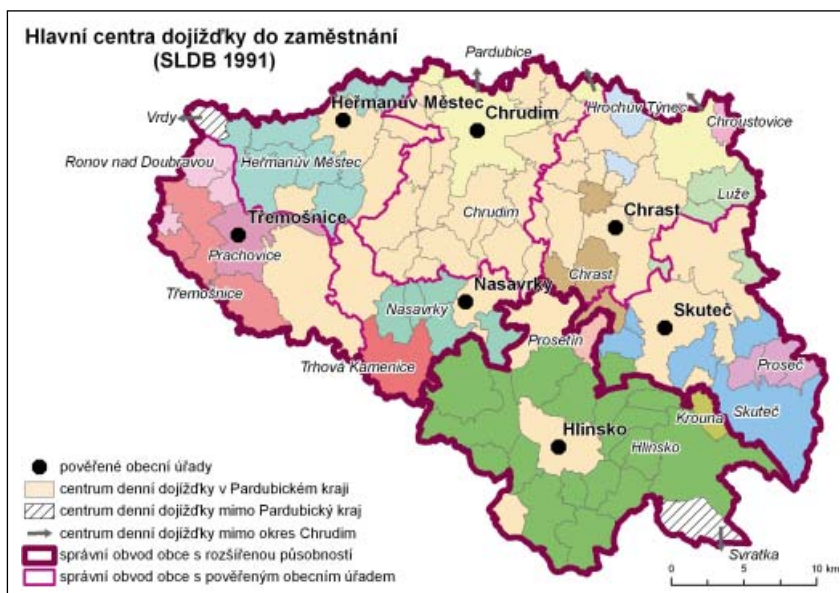 Hlavní centra dojížďky do zaměstnání
(SLDB 1991)
Pardubice
Vrdy
Heřmanův Městec
Chrudim
Hrochův Týnec
Chroustovice
Ronov nad Doubravou
Heřmanův Městec
Luže
Třemošnice
Chrudim
Chrast
Prachovice
Třemošnice
Nasavrky
Chrast
Nasavrky
Skuteč
Trhová Kamenice
Prosetín
Proseč
Krouna
Skuteč
Hlinsko
Hlinsko
Svratka
pověřené obecní úřady
centrum denní dojížďky v Pardubickém kraji
centrum denní dojížďky mimo Pardubický kraj
centrum denní dojížďky mimo okres Chrudim
správní obvod obce s rozšířenou působností
správní obvod obce s pověřeným obecním úřadem
0 5 10 km